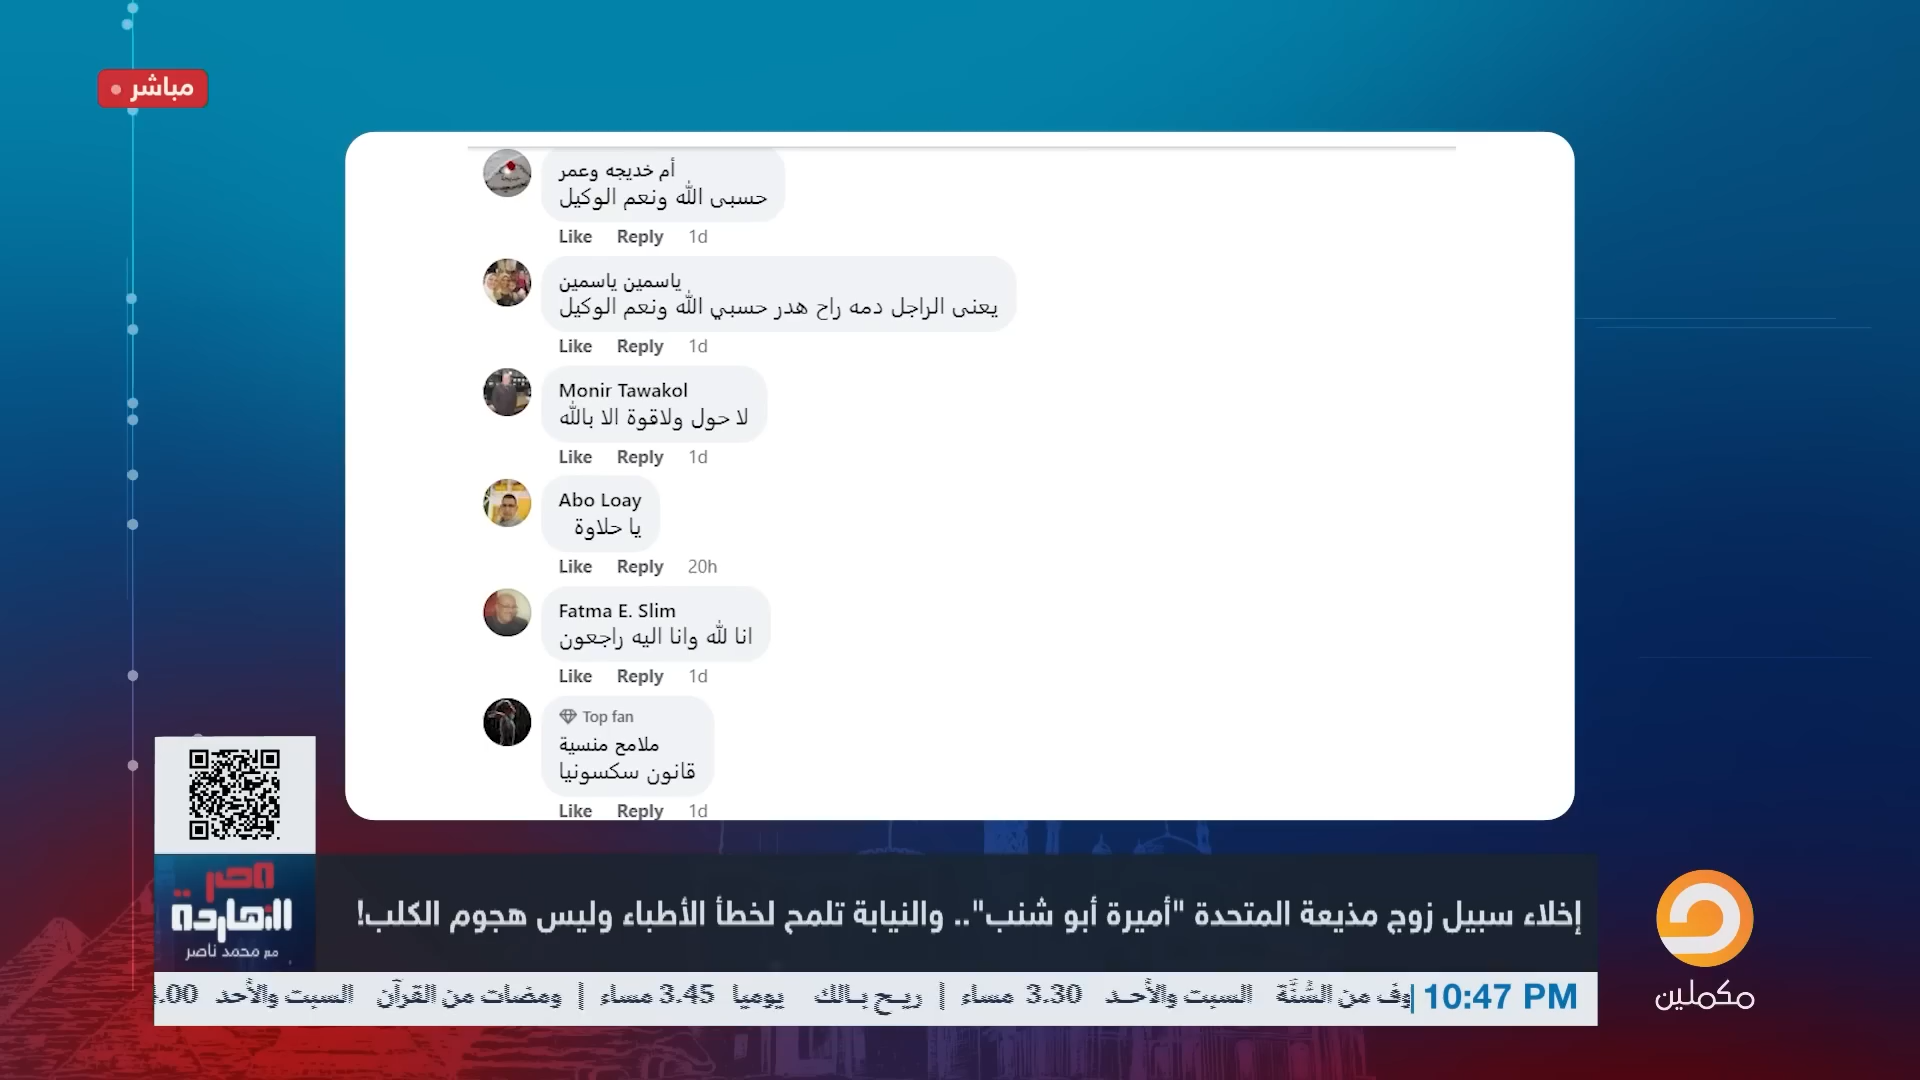 مباشر
أم خديجه وعمر
حسبى الله ونعم الوكيل
Like Reply 1d
ياسمين ياسمين
يعنى الراجل دمه راح هدر حسبي الله ونعم الوكيل
Like Reply 1d
Monir Tawakol
لا حول ولاقوة الا بالله
Like Reply 1d
Abo Loay
يا حلاوة
Like Reply 20h
Fatma E. Slim
انا لله وانا اليه راجعون
Like Reply 1d
Top fan
ملامح منسية
قانون سكسونيا
Like Reply 1d
مصر
النهاردة
مع محمد ناصر
إخلاء سبيل زوج مذيعة المتحدة "أميرة أبو شنب".. والنيابة تلمح لخطأ الأطباء وليس هجوم الكلب!
10:47 PM
من السُّنَّة السبت والأحد 3.30 مساء | ريح بالك يوميا 3.45 مساء | ومضات من القرآن السبت والأحد
مكملين